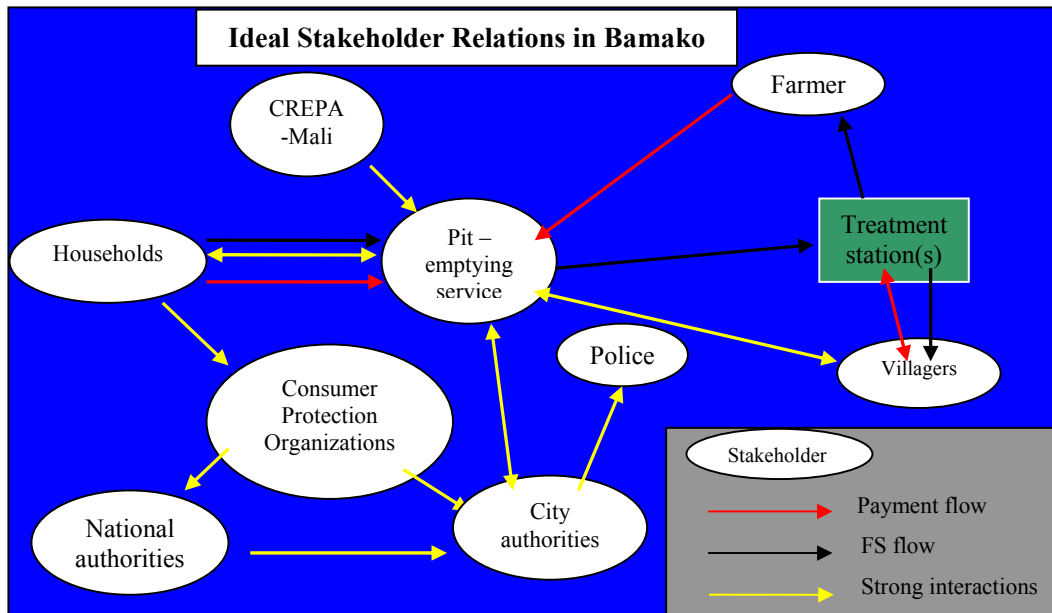 Ideal Stakeholder Relations in Bamako
CREPA
-Mali
Farmer
Households
Pit –
emptying
service
Treatment
station(s)
Police
Villagers
Consumer
Protection
Organizations
National
authorities
City
authorities
Stakeholder
Payment flow
FS flow
Strong interactions